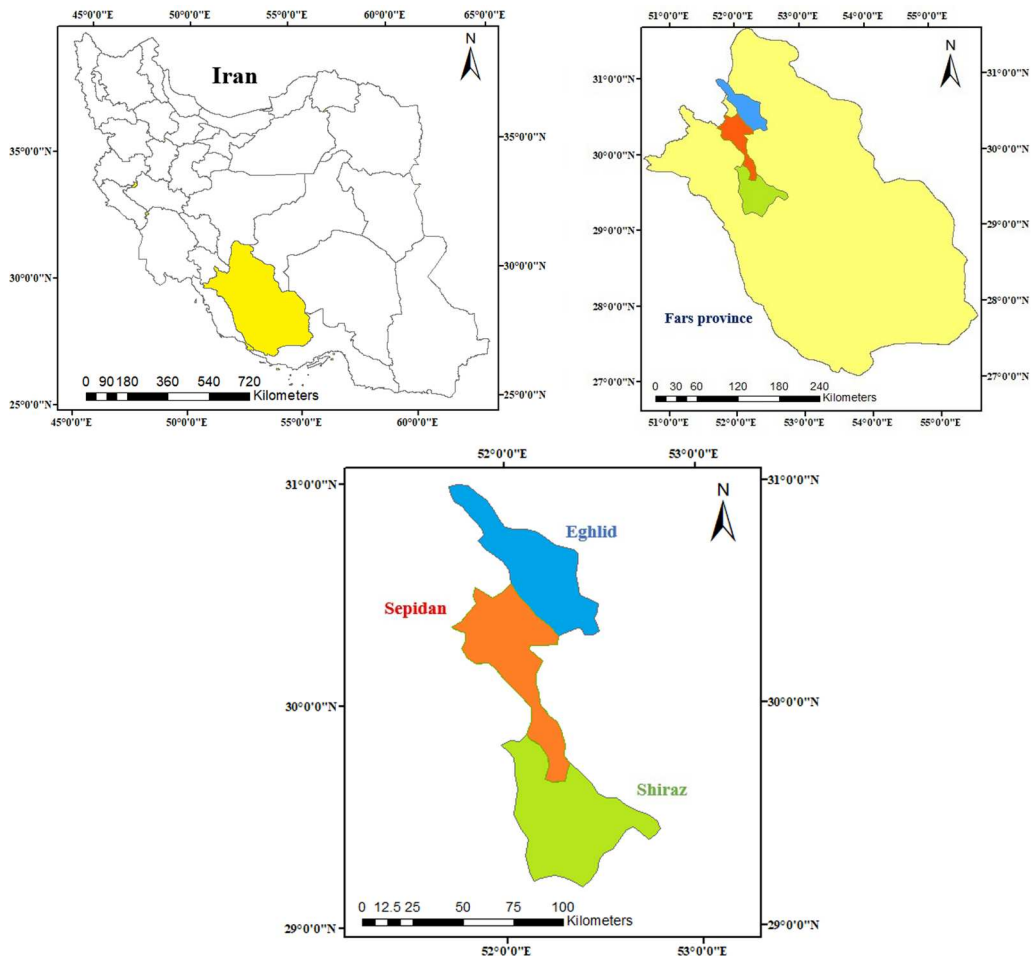 45°0'0"E 50°0'0"E 55°0'0"E 60°0'0"E
Iran
N
35°0'0"N 35°0'0"N
30°0'0"N 30°0'0"N
25°0'0"N 25°0'0"N
0 90 180 360 540 720
Kilometers
45°0'0"E 50°0'0"E 55°0'0"E 60°0'0"E 65°0'0"E
51°0'0"E 52°0'0"E 53°0'0"E 54°0'0"E 55°0'0"E
N
31°0'0"N 31°0'0"N
30°0'0"N 30°0'0"N
29°0'0"N 29°0'0"N
28°0'0"N 28°0'0"N
Fars province
27°0'0"N 27°0'0"N
0 30 60 120 180 240
Kilometers
51°0'0"E 52°0'0"E 53°0'0"E 54°0'0"E 55°0'0"E
52°0'0"E 53°0'0"E
31°0'0"N 31°0'0"N
N
Eghlid
Sepidan
30°0'0"N 30°0'0"N
Shiraz
0 12.5 25 50 75 100
Kilometers
29°0'0"N 29°0'0"N
52°0'0"E 53°0'0"E